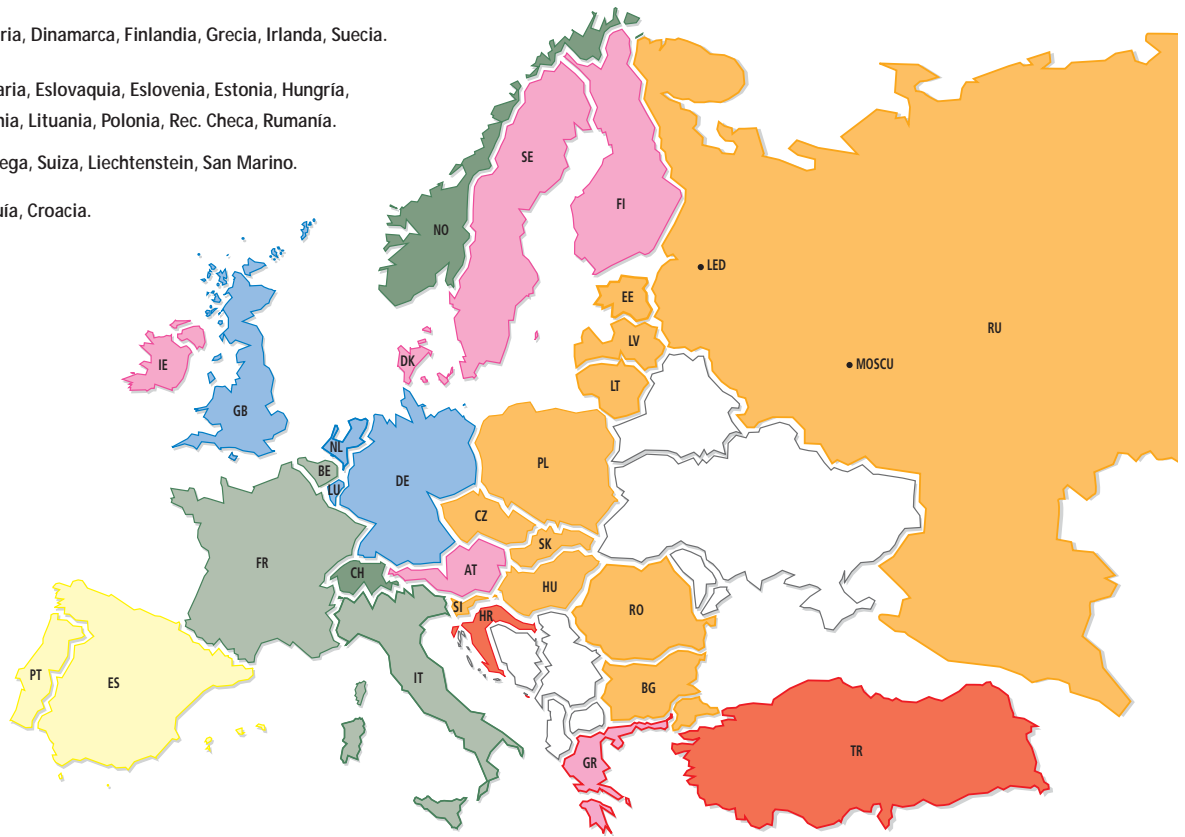 ria, Dinamarca, Finlandia, Grecia, Irlanda, Suecia.
aria, Eslovaquia, Eslovenia, Estonia, Hungría,
nia, Lituania, Polonia, Rec. Checa, Rumanía.
ega, Suiza, Liechtenstein, San Marino.
uía, Croacia.
SE
FI
NO
LED
EE
RU
LV
DK
IE
MOSCU
LT
GB
NL
PL
BE
DE
LU
CZ
SK
FR
CH
AT
HU
SI
RO
HR
PT
IT
ES
BG
TR
GR